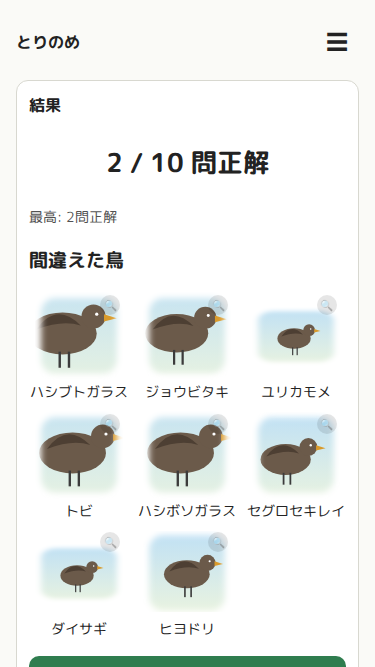 とりのめ
結果
2 / 10 問正解
最高: 2問正解
間違えた鳥
ハシブトガラス ジョウビタキ ユリカモメ
トビ ハシボソガラス セグロセキレイ
ダイサギ ヒヨドリ